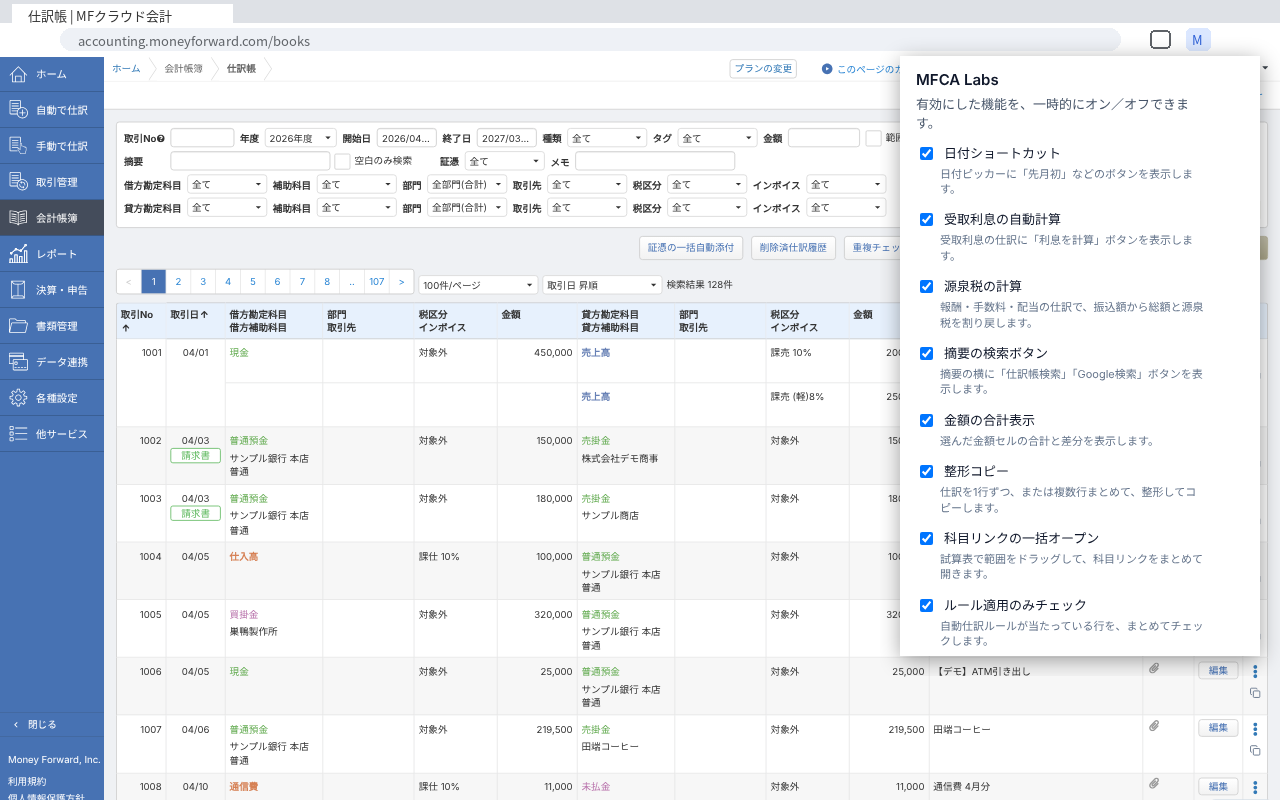 仕訳帳 | MFクラウド会計
accounting.moneyforward.com/books
M
ホーム
自動で仕訳
手動で仕訳
取引管理
会計帳簿
レポート
決算・申告
書類管理
データ連携
各種設定
他サービス
閉じる
Money Forward, Inc.
利用規約
個人情報保護方針
ホーム 会計帳簿 仕訳帳
プランの変更 このページの
取引No 年度 2026年度 開始日 2026/04... 終了日 2027/03... 種類 全て タグ 全て 金額
摘要 空白のみ検索 証憑 全て メモ
借方勘定科目 全て 補助科目 全て 部門 全部門(合計) 取引先 全て 税区分 全て インボイス 全て
貸方勘定科目 全て 補助科目 全て 部門 全部門(合計) 取引先 全て 税区分 全て インボイス 全て
証憑の一括自動添付 削除済仕訳履歴 重複チェッ
< 1 2 3 4 5 6 7 8 .. 107 > 100件/ページ 取引日 昇順 検索結果 128件
取引No 取引日↑ 借方勘定科目 部門 税区分 金額 貸方勘定科目 部門 税区分 金額
↑ 借方補助科目 取引先 インボイス 貸方補助科目 取引先 インボイス
1001 04/01 現金 対象外 450,000 売上高 課売 10% 200
売上高 課売 (軽)8% 250
1002 04/03 普通預金 対象外 150,000 売掛金 対象外 150
請求書 サンプル銀行 本店 株式会社デモ商事
普通
1003 04/03 普通預金 対象外 180,000 売掛金 対象外 180
請求書 サンプル銀行 本店 サンプル商店
普通
1004 04/05 仕入高 課仕 10% 100,000 普通預金 対象外 100
サンプル銀行 本店
普通
1005 04/05 買掛金 対象外 320,000 普通預金 対象外 320
巣鴨製作所 サンプル銀行 本店
普通
1006 04/05 現金 対象外 25,000 普通預金 対象外 25,000 【デモ】ATM引き出し 編集
サンプル銀行 本店
普通
1007 04/06 普通預金 対象外 219,500 売掛金 対象外 219,500 田端コーヒー 編集
サンプル銀行 本店 田端コーヒー
普通
1008 04/10 通信費 課仕 10% 11,000 未払金 対象外 11,000 通信費 4月分 編集
MFCA Labs
有効にした機能を、一時的にオン／オフできま
す。
日付ショートカット
日付ピッカーに「先月初」などのボタンを表示しま
す。
受取利息の自動計算
受取利息の仕訳に「利息を計算」ボタンを表示しま
す。
源泉税の計算
報酬・手数料・配当の仕訳で、振込額から総額と源泉
税を割り戻します。
摘要の検索ボタン
摘要の横に「仕訳帳検索」「Google検索」ボタンを表
示します。
金額の合計表示
選んだ金額セルの合計と差分を表示します。
整形コピー
仕訳を1行ずつ、または複数行まとめて、整形してコ
ピーします。
科目リンクの一括オープン
試算表で範囲をドラッグして、科目リンクをまとめて
開きます。
ルール適用のみチェック
自動仕訳ルールが当たっている行を、まとめてチェッ
クします。